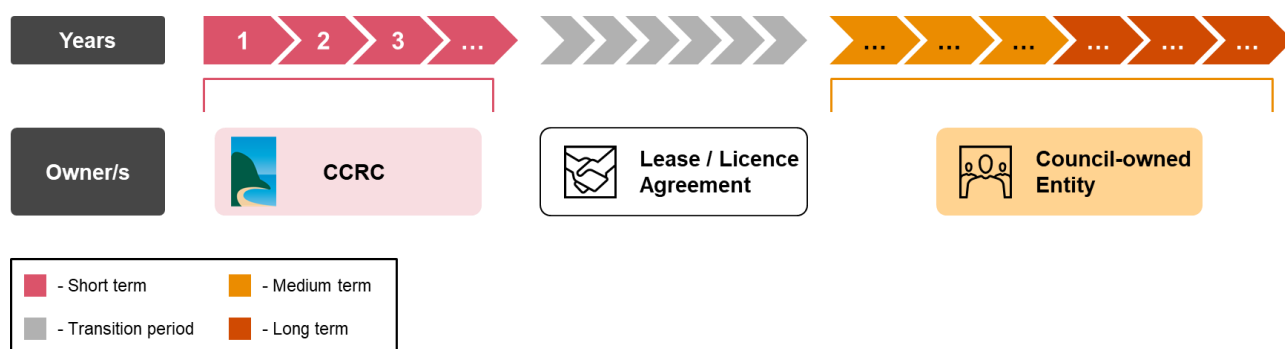 Years
1
2
3
...
...
...
...
...
...
...
Owner/s
CCRC
Lease / Licence
Agreement
Council-owned
Entity
- Short term
- Medium term
- Transition period
- Long term